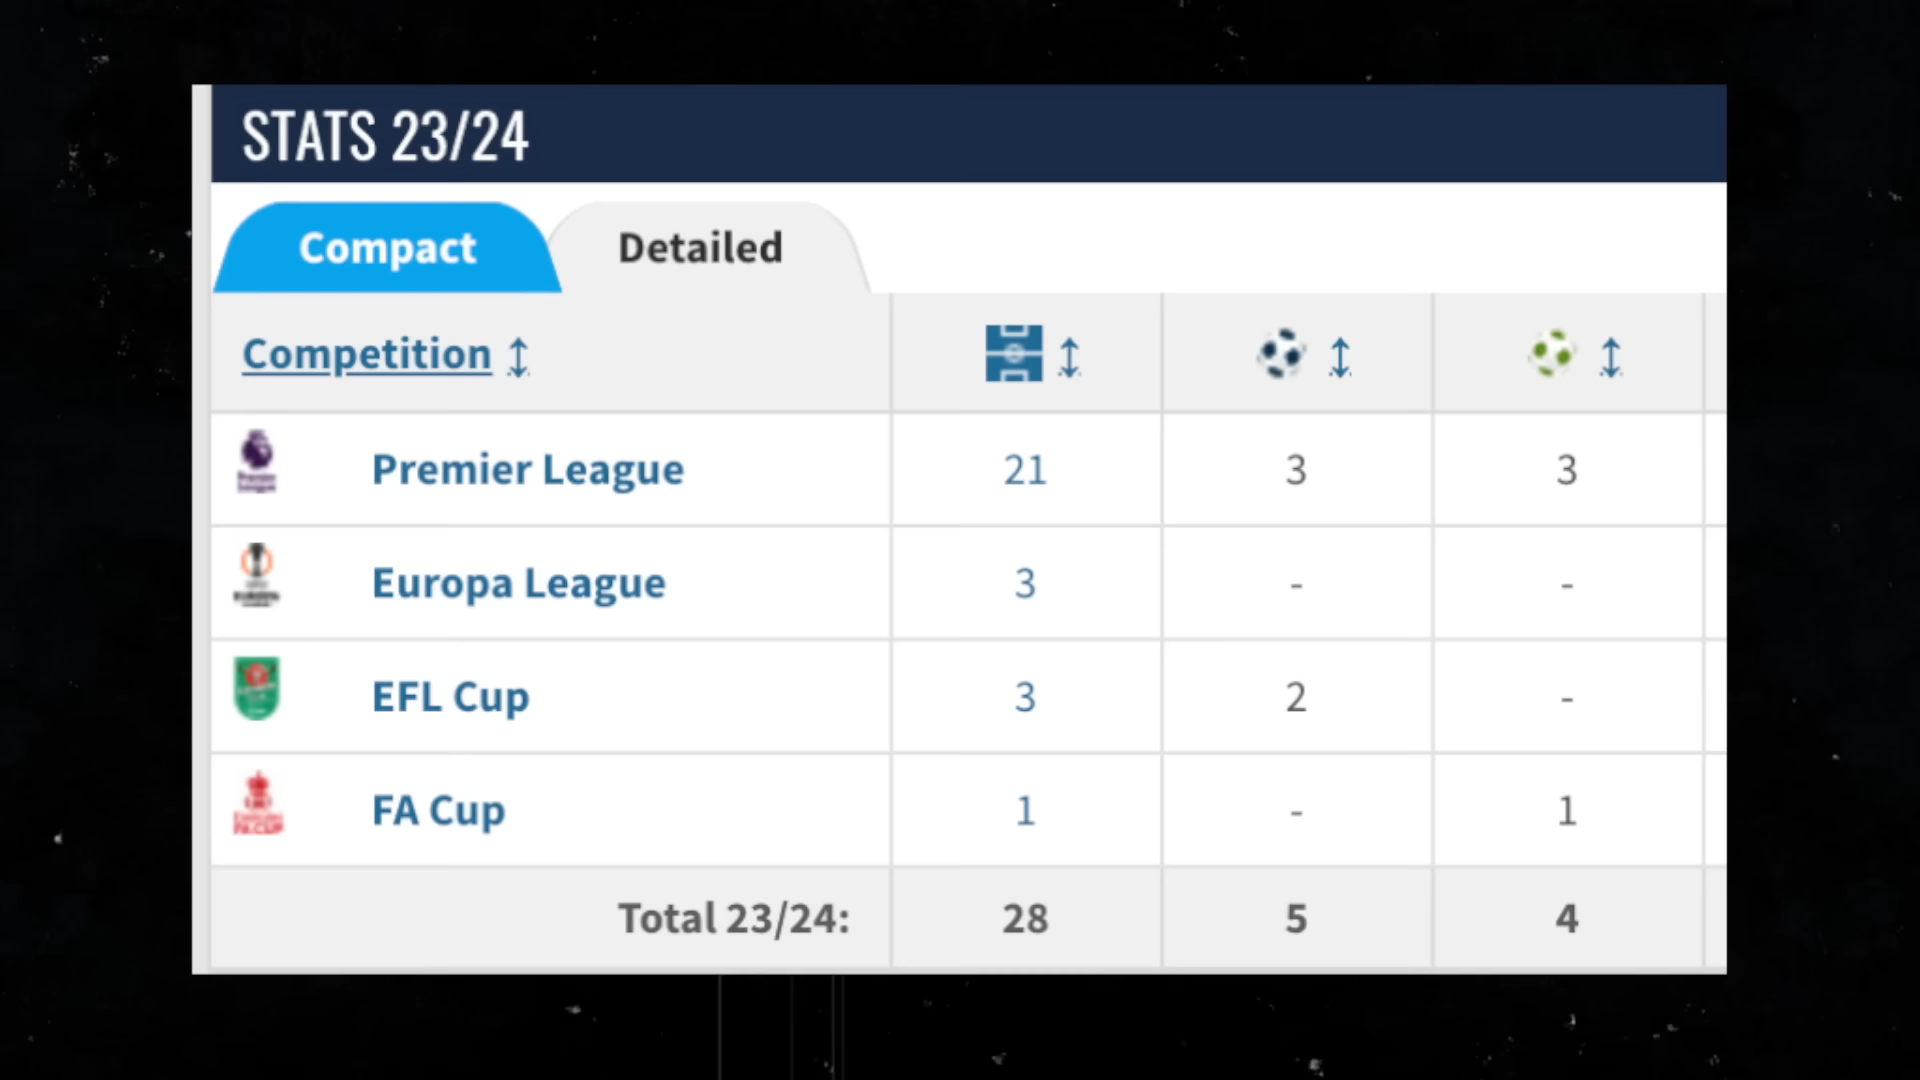 STATS 23/24
Compact Detailed
Competition
Premier League 21 3 3
Europa League 3 - -
EFL Cup 3 2 -
FA Cup 1 - 1
Total 23/24: 28 5 4